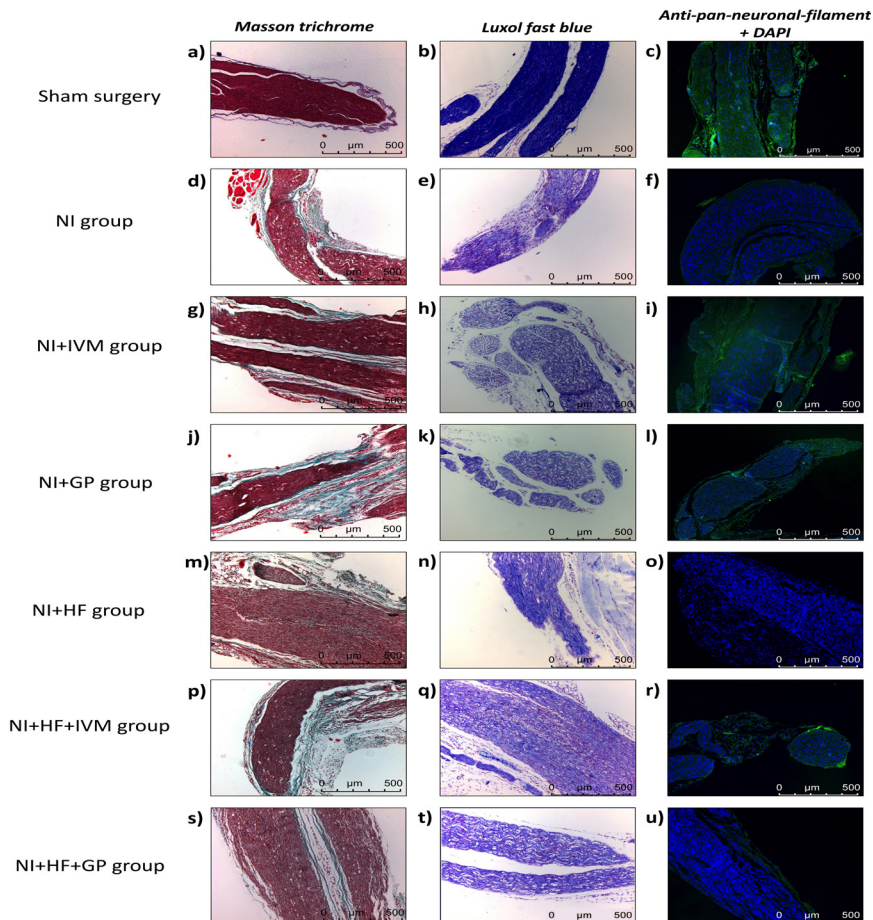 Masson trichrome
Luxol fast blue
Anti-pan-neuronal-filament
+ DAPI
Sham surgery
a)
0 µm 500
b)
0 µm 500
c)
0 µm 500
NI group
d)
0 µm 500
e)
0 µm 500
f)
0 µm 500
NI+IVM group
g)
0 µm 500
h)
0 µm 500
i)
0 µm 500
NI+GP group
j)
0 µm 500
k)
0 µm 500
l)
0 µm 500
NI+HF group
m)
0 µm 500
n)
0 µm 500
o)
0 µm 500
NI+HF+IVM group
p)
0 µm 500
q)
0 µm 500
r)
0 µm 500
NI+HF+GP group
s)
0 µm 500
t)
0 µm 500
u)
0 µm 500